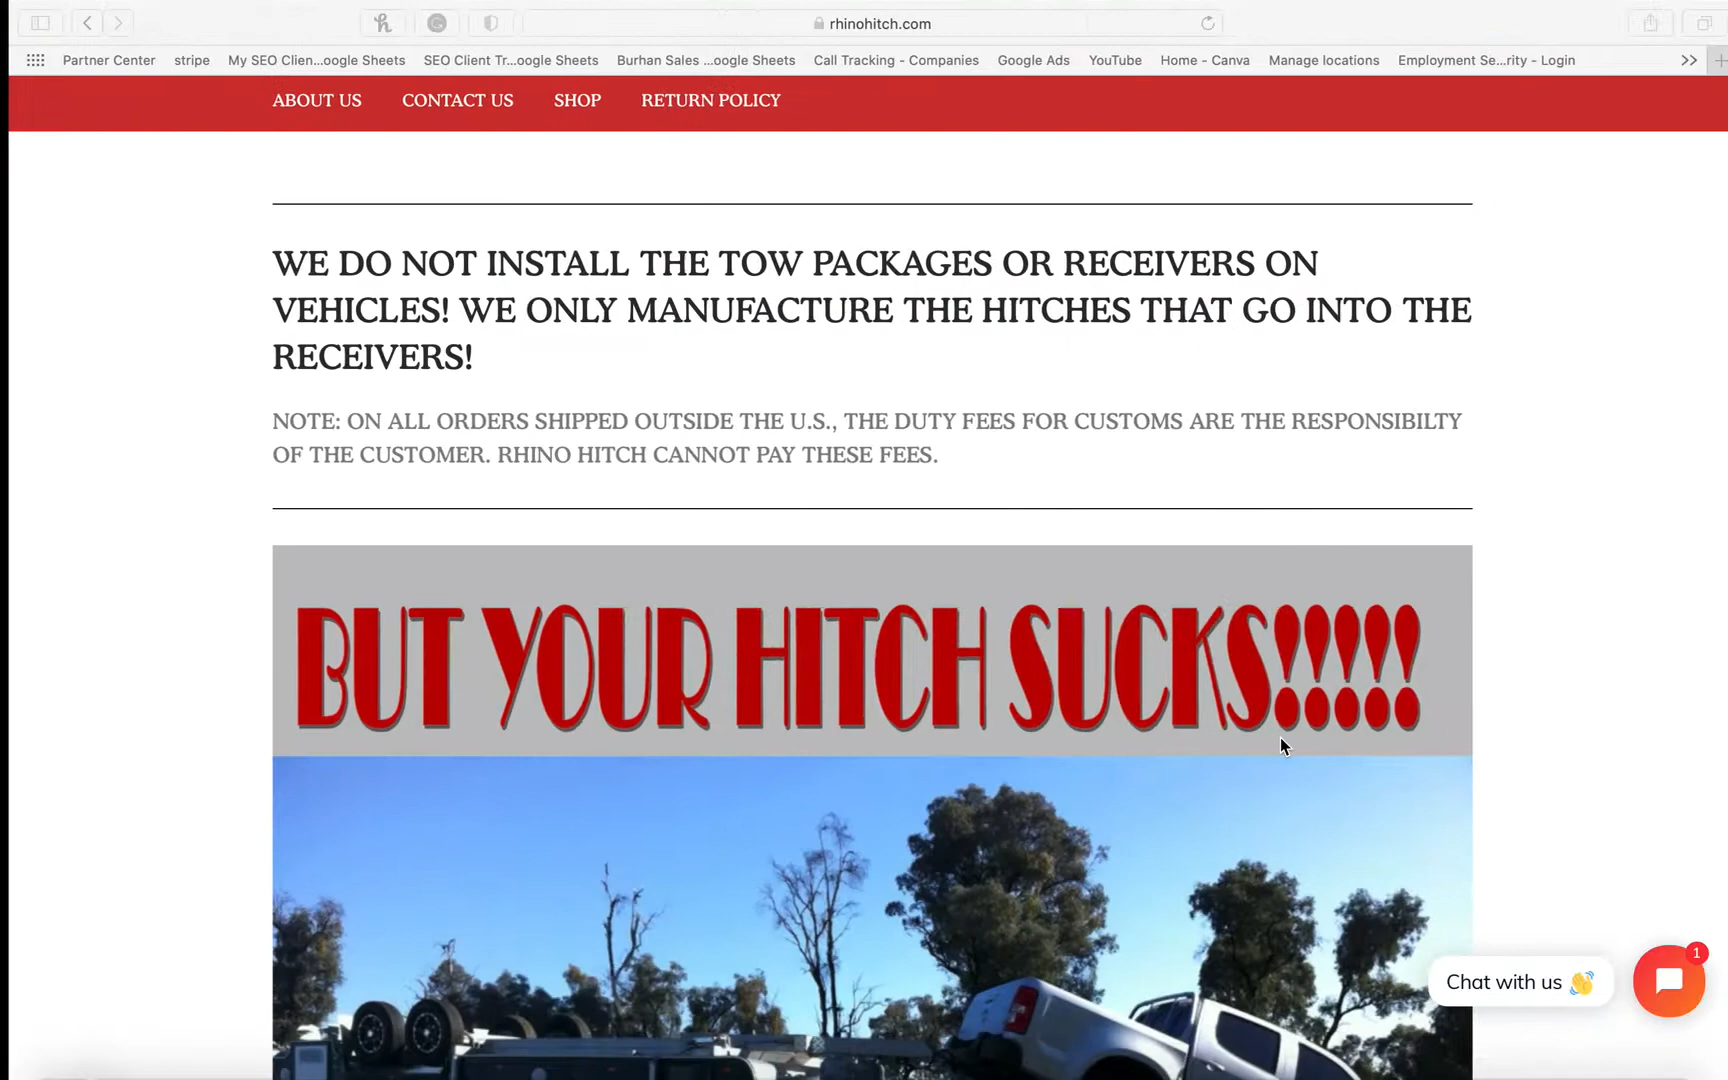 rhinohitch.com
Partner Center stripe My SEO Clien...oogle Sheets SEO Client Tr...oogle Sheets Burhan Sales ...oogle Sheets Call Tracking - Companies Google Ads YouTube Home - Canva Manage locations Employment Se...rity - Login
ABOUT US CONTACT US SHOP RETURN POLICY
WE DO NOT INSTALL THE TOW PACKAGES OR RECEIVERS ON
VEHICLES! WE ONLY MANUFACTURE THE HITCHES THAT GO INTO THE
RECEIVERS!
NOTE: ON ALL ORDERS SHIPPED OUTSIDE THE U.S., THE DUTY FEES FOR CUSTOMS ARE THE RESPONSIBILTY
OF THE CUSTOMER. RHINO HITCH CANNOT PAY THESE FEES.
BUT YOUR HITCH SUCKS!!!!!
Chat with us 👋
1